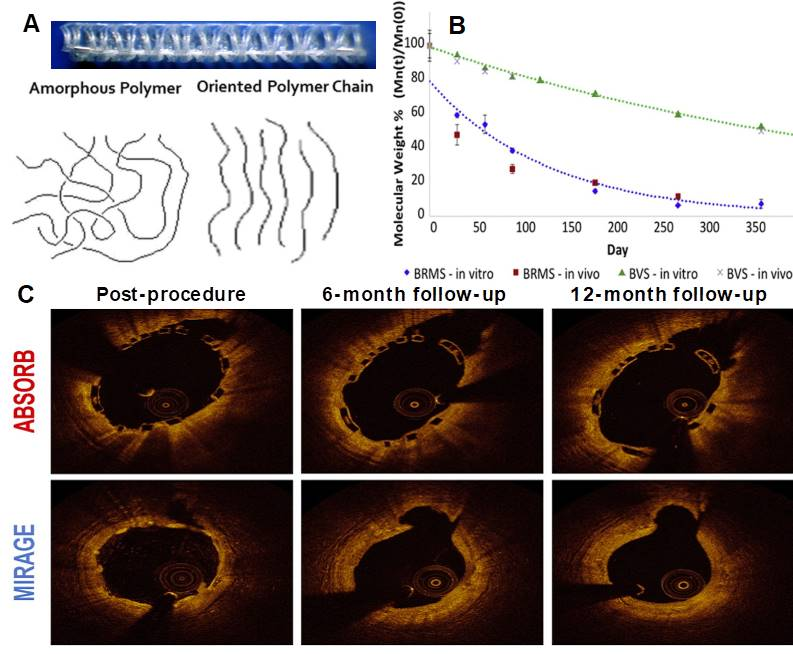 A
Amorphous Polymer Oriented Polymer Chain
B
Molecular Weight % (Mn(t)/Mn(0))
100
80
60
40
20
0
0 50 100 150 200 250 300 350
Day
BRMS - in vitro BRMS - in vivo BVS - in vitro BVS - in vivo
C
Post-procedure 6-month follow-up 12-month follow-up
ABSORB
MIRAGE